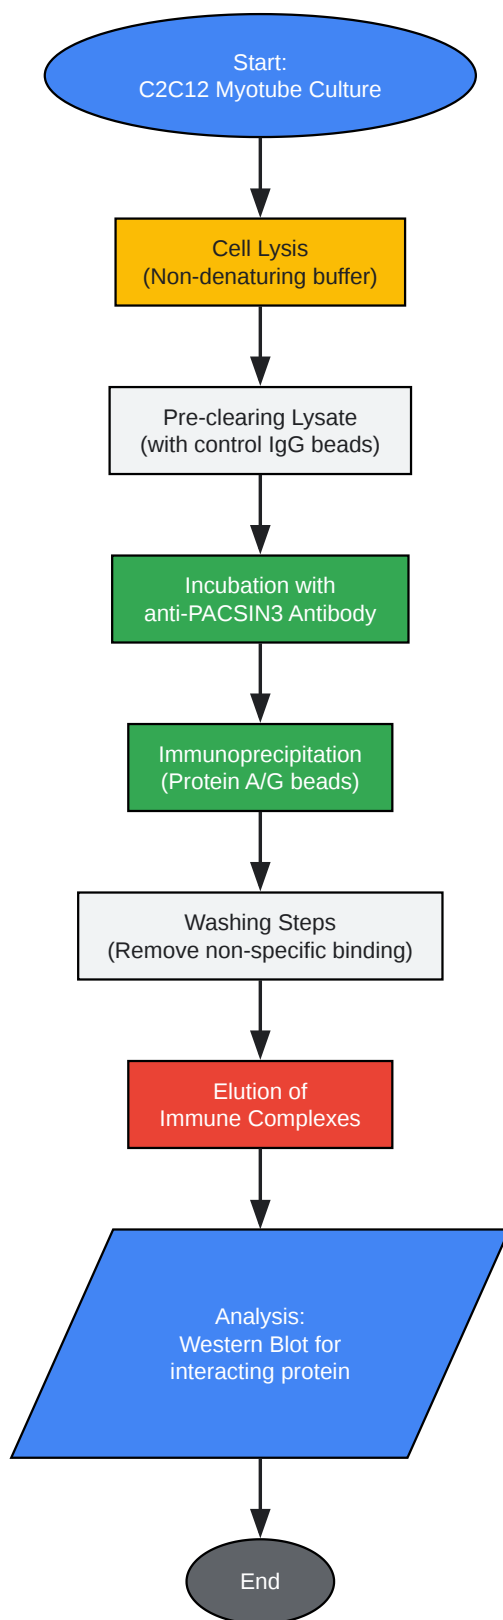 Start:
C2C12 Myotube Culture
Cell Lysis
(Non-denaturing buffer)
Pre-clearing Lysate
(with control IgG beads)
Incubation with
anti-PACSIN3 Antibody
Immunoprecipitation
(Protein A/G beads)
Washing Steps
(Remove non-specific binding)
Elution of
Immune Complexes
Analysis:
Western Blot for
interacting protein
End